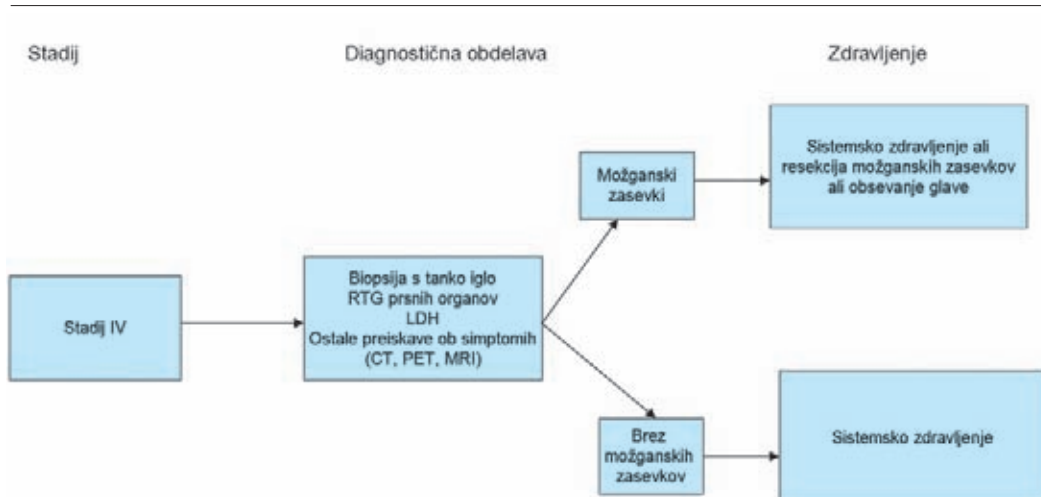 Stadij
Diagnostična obdelava
Zdravljenje
Stadij IV
Biopsija s tanko iglo
RTG prsnih organov
LDH
Ostale preiskave ob simptomih
(CT, PET, MRI)
Možganski
zasevki
Sistemsko zdravljenje ali
resekcija možganskih zasevkov
ali obsevanje glave
Brez
možganskih
zasevkov
Sistemsko zdravljenje